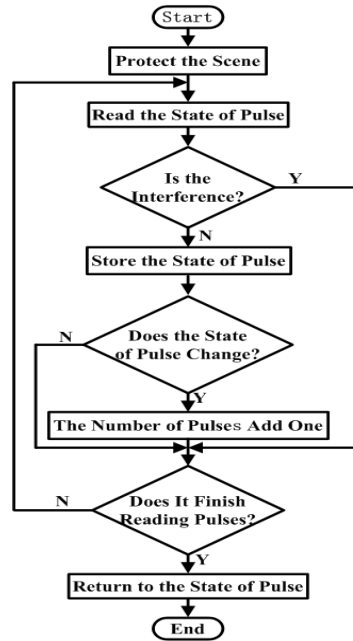 Start
Protect the Scene
Read the State of Pulse
Is the
Interference?
Y
N
Store the State of Pulse
Does the State
of Pulse Change?
N
Y
The Number of Pulses Add One
Does It Finish
Reading Pulses?
N
Y
Return to the State of Pulse
End